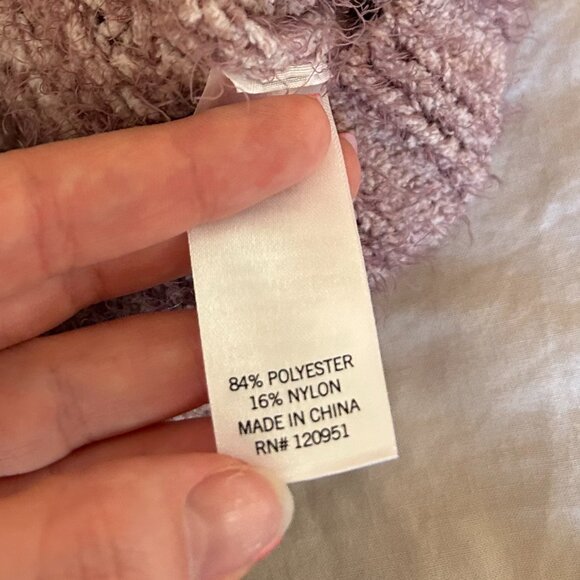 84% POLYESTER
16% NYLON
MADE IN CHINA
RN# 120951